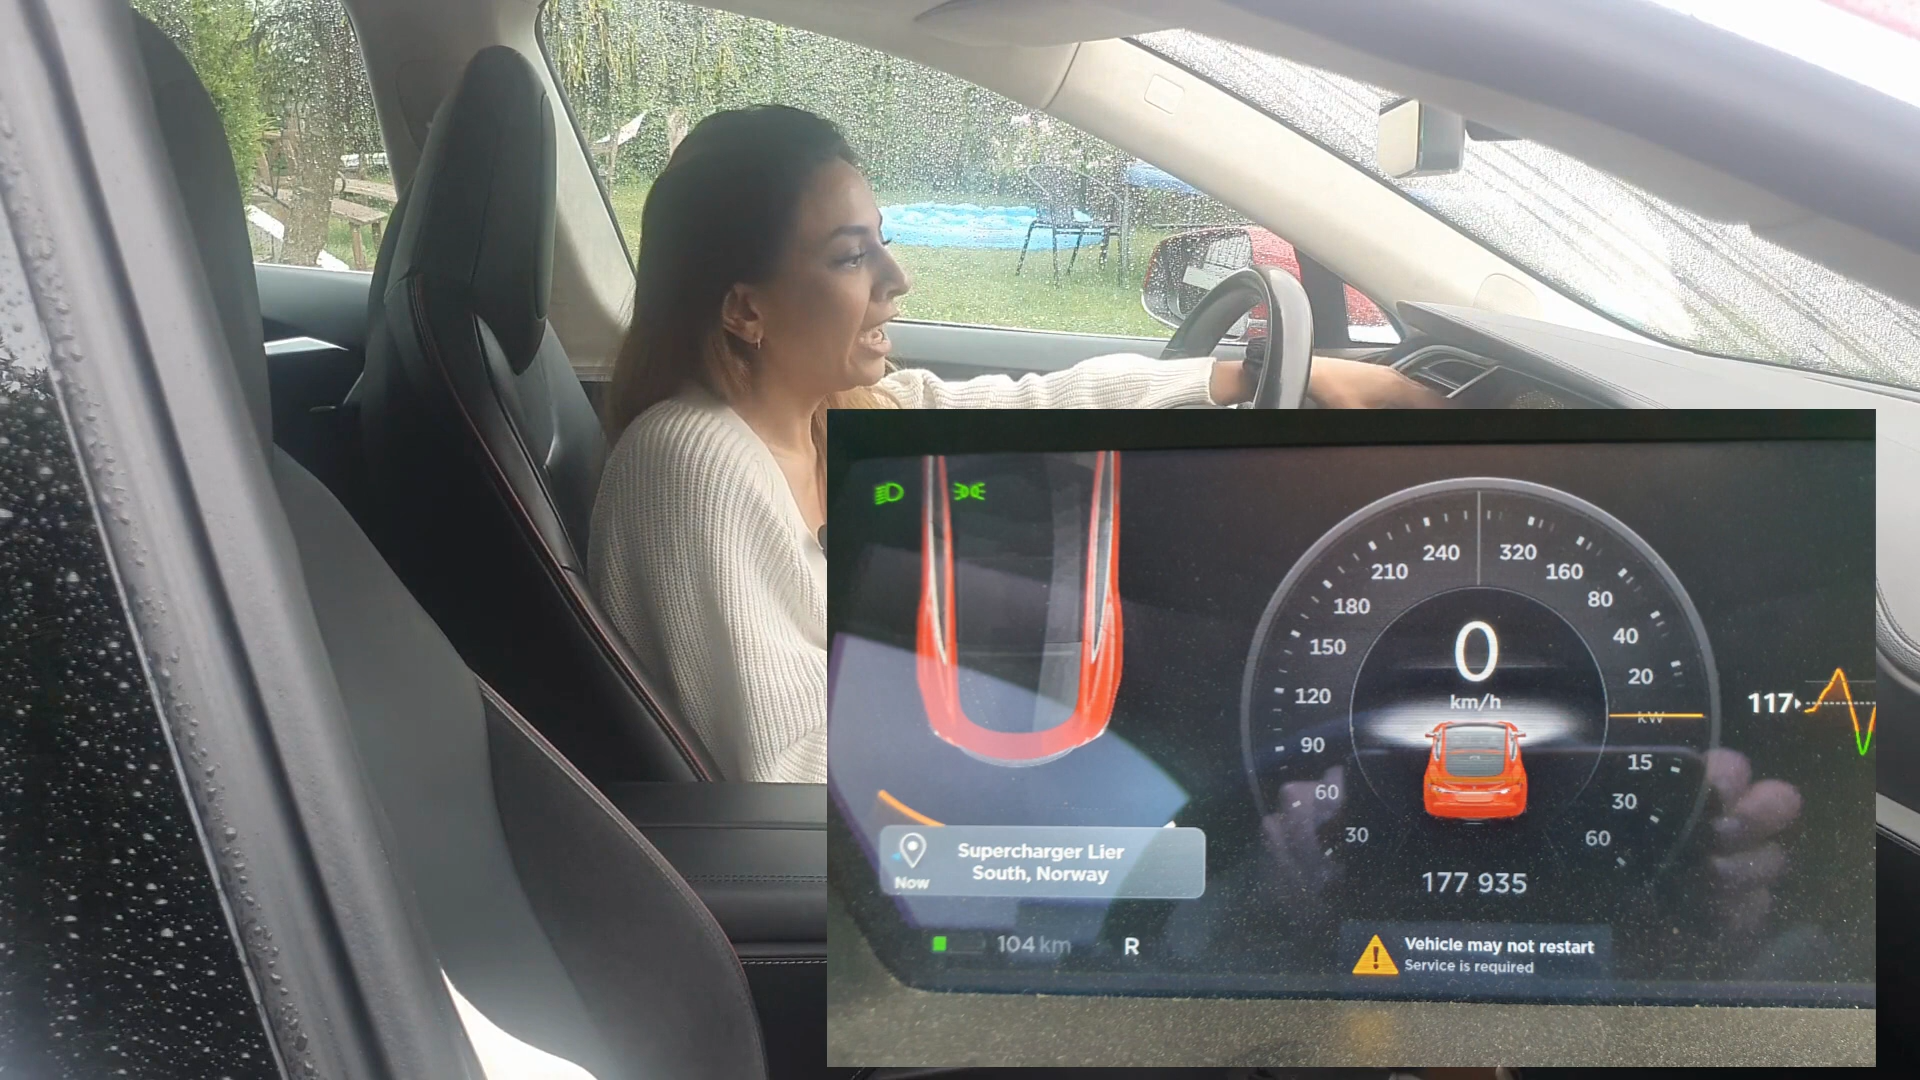 240
320
210
160
180
80
150
40
120
20
90
15
60
30
30
60
0
km/h
kW
117
177 935
Supercharger Lier
South, Norway
Now
104 km
R
Vehicle may not restart
Service is required